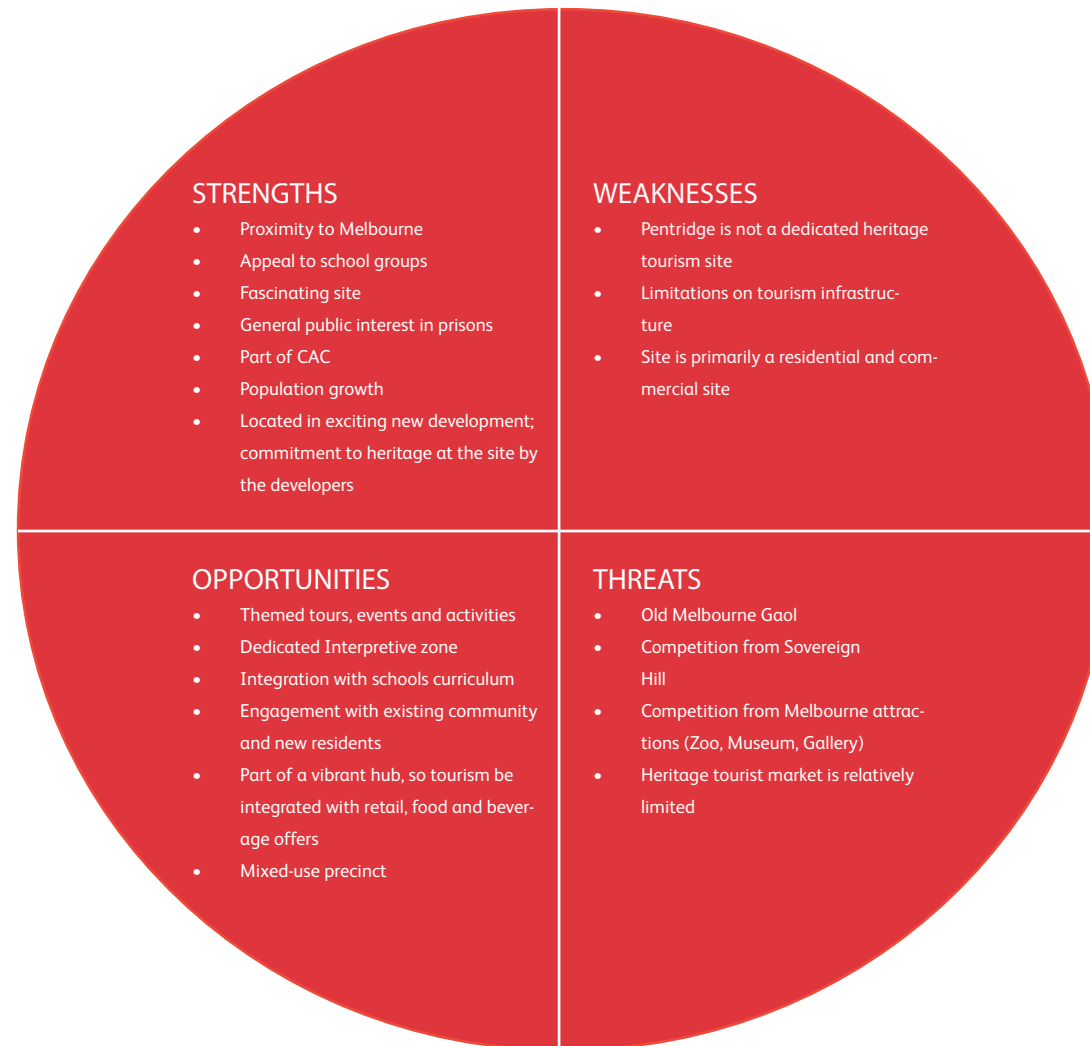 STRENGTHS
• Proximity to Melbourne
• Appeal to school groups
• Fascinating site
• General public interest in prisons
• Part of CAC
• Population growth
• Located in exciting new development;
commitment to heritage at the site by
the developers
WEAKNESSES
• Pentridge is not a dedicated heritage
tourism site
• Limitations on tourism infrastruc-
ture
• Site is primarily a residential and com-
mercial site
OPPORTUNITIES
• Themed tours, events and activities
• Dedicated Interpretive zone
• Integration with schools curriculum
• Engagement with existing community
and new residents
• Part of a vibrant hub, so tourism be
integrated with retail, food and bever-
age offers
• Mixed-use precinct
THREATS
• Old Melbourne Gaol
• Competition from Sovereign
Hill
• Competition from Melbourne attrac-
tions (Zoo, Museum, Gallery)
• Heritage tourist market is relatively
limited